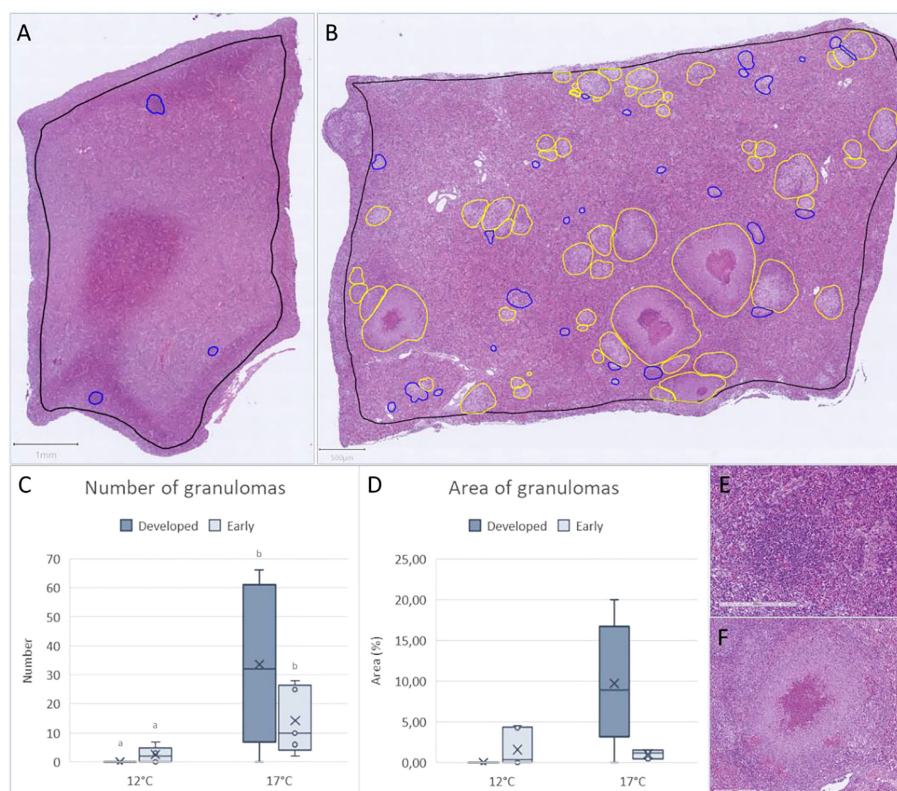 A
B
1mm
500µm
C
Number of granulomas
Developed
Early
70
60
50
40
30
20
10
0
Number
a
a
b
b
12°C
17°C
D
Area of granulomas
Developed
Early
25,00
20,00
15,00
10,00
5,00
0,00
Area (%)
12°C
17°C
E
F